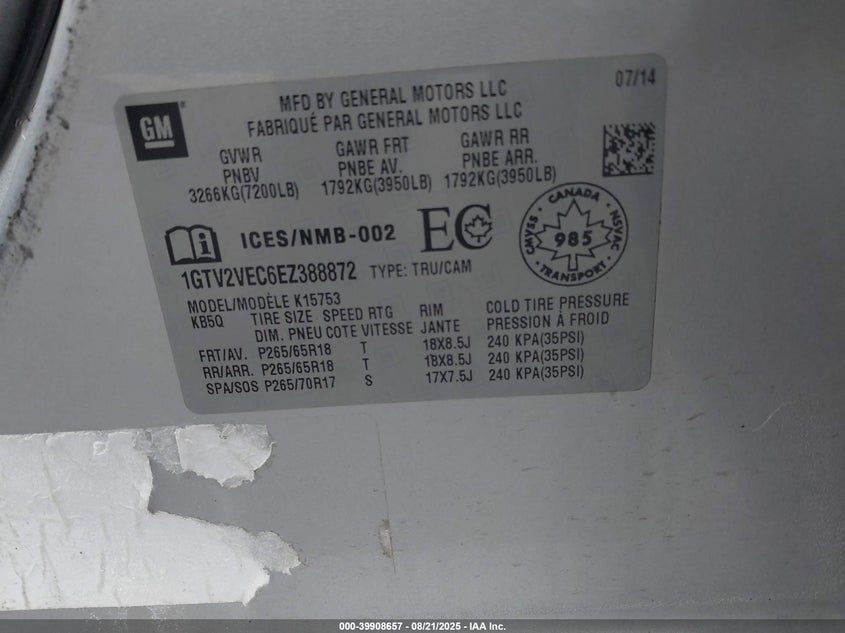 GM
MFD BY GENERAL MOTORS LLC
07/14
FABRIQUÉ PAR GENERAL MOTORS LLC
GVWR GAWR FRT GAWR RR
PNBV PNBE AV. PNBE ARR.
3266KG(7200LB) 1792KG(3950LB) 1792KG(3950LB)
ICES/NMB-002 EC
CANADA CMVSS NSVAC 985 TRANSPORT
1GTV2VEC6EZ388872 TYPE: TRU/CAM
MODEL/MODÈLE K15753
KB5Q TIRE SIZE SPEED RTG RIM COLD TIRE PRESSURE
DIM. PNEU COTE VITESSE JANTE PRESSION À FROID
FRT/AV. P265/65R18 T 18X8.5J 240 KPA(35PSI)
RR/ARR. P265/65R18 T 18X8.5J 240 KPA(35PSI)
SPA/SOS P265/70R17 S 17X7.5J 240 KPA(35PSI)
000-39908657 - 08/21/2025 - IAA Inc.